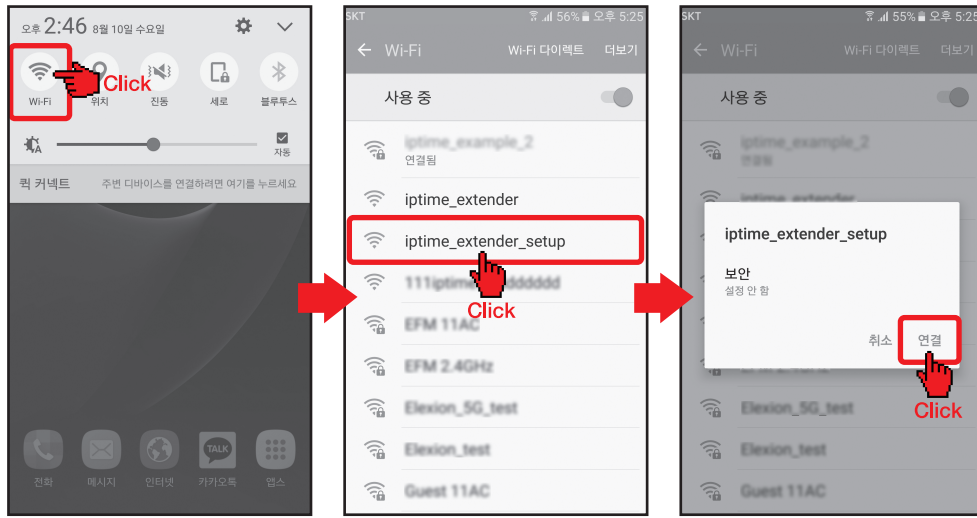 오후 2:46 8월 10일 수요일
Click
Wi-Fi 위치 진동 세로 블루투스
A
자동
퀵 커넥트 주변 디바이스를 연결하려면 여기를 누르세요
TALK
전화 메시지 인터넷 카카오톡 앱스
SKT 56% 오후 5:25
Wi-Fi Wi-Fi 다이렉트 더보기
사용 중
iptime_example_2
연결됨
iptime_extender
iptime_extender_setup
Click
EFM 11AC
EFM 2.4GHz
Elexion_5G_test
Elexion_test
Guest 11AC
SKT 55% 오후 5:25
Wi-Fi Wi-Fi 다이렉트 더보기
사용 중
iptime_example_2
연결됨
iptime_extender
iptime_extender_setup
보안
설정 안 함
취소 연결
Click
Elexion_5G_test
Elexion_test
Guest 11AC